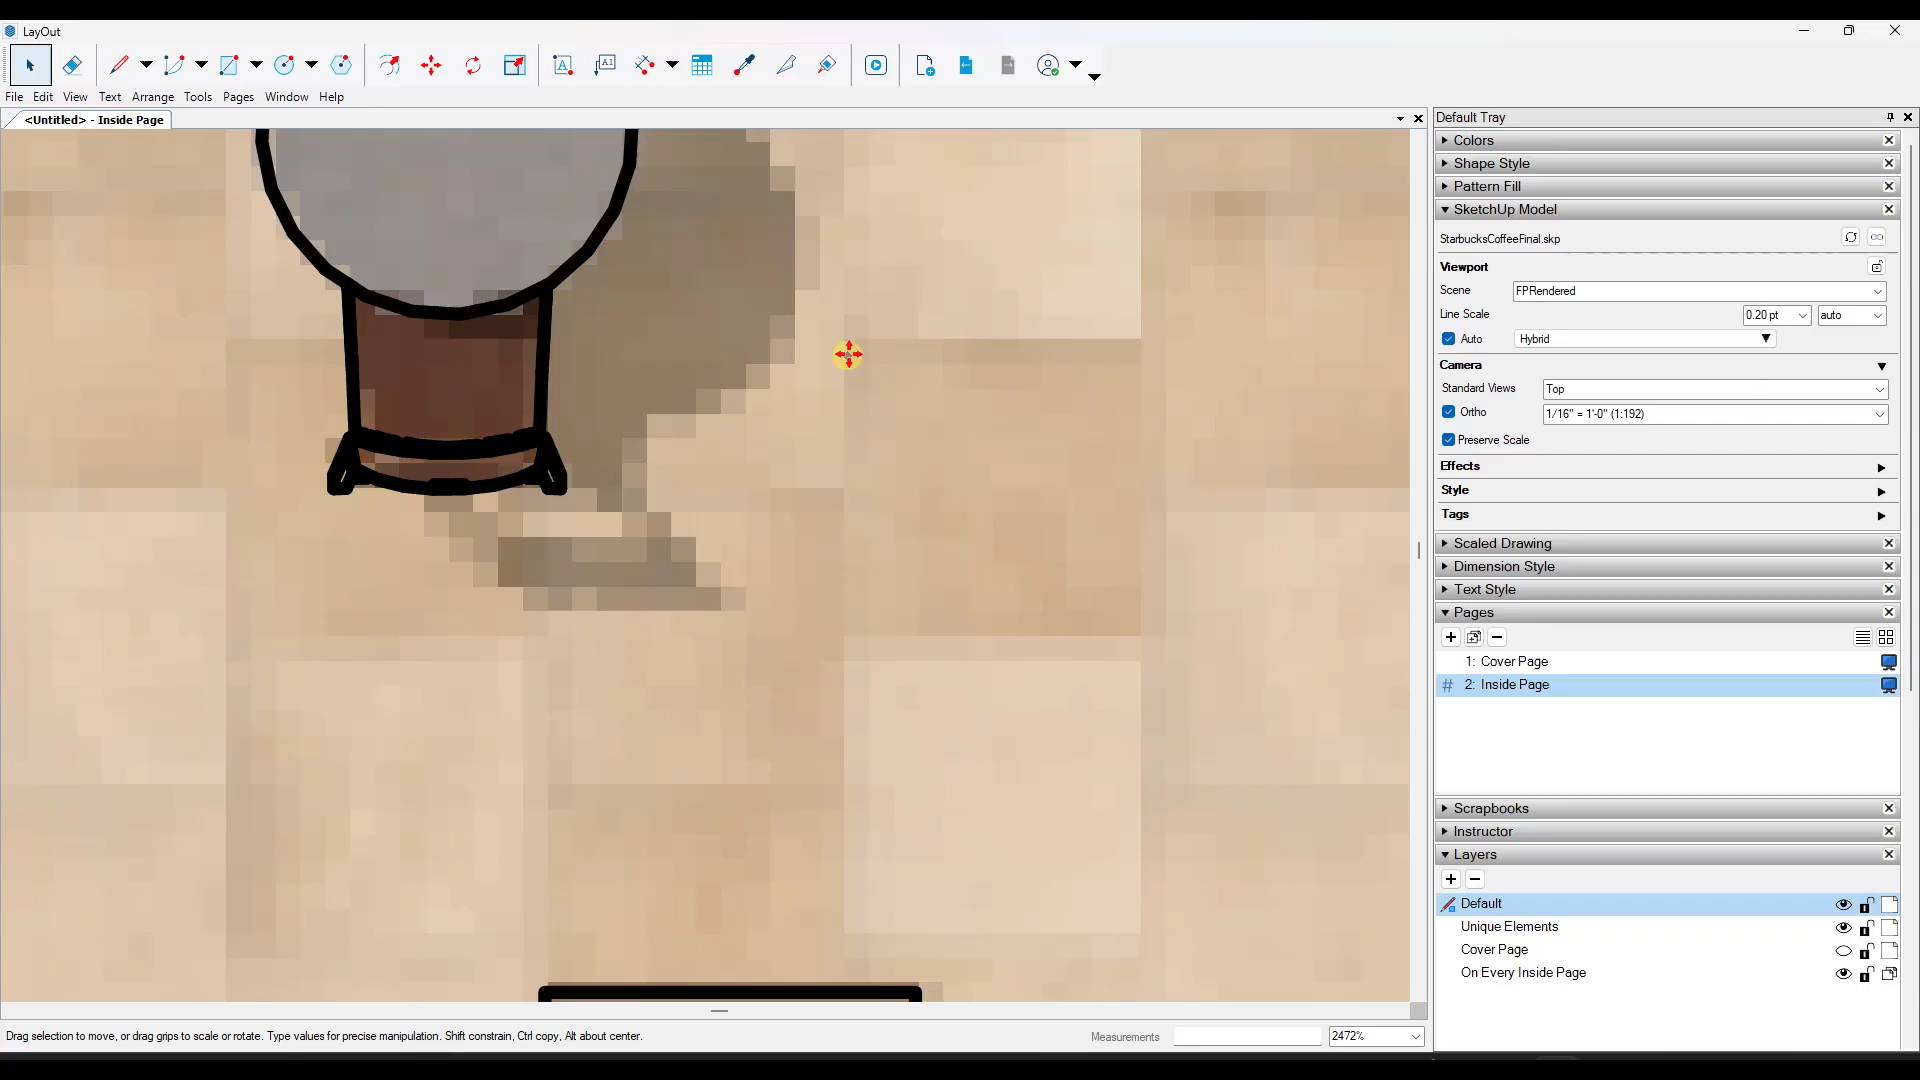 LayOut
File Edit View Text Arrange Tools Pages Window Help
<Untitled> - Inside Page
Default Tray
Colors
Shape Style
Pattern Fill
SketchUp Model
StarbucksCoffeeFinal.skp
Viewport
Scene FPRendered
Line Scale 0.20 pt auto
Auto Hybrid
Camera
Standard Views Top
Ortho 1/16" = 1'-0" (1:192)
Preserve Scale
Effects
Style
Tags
Scaled Drawing
Dimension Style
Text Style
Pages
1: Cover Page
# 2: Inside Page
Scrapbooks
Instructor
Layers
Default
Unique Elements
Cover Page
On Every Inside Page
Drag selection to move, or drag grips to scale or rotate. Type values for precise manipulation. Shift constrain, Ctrl copy, Alt about center.
Measurements 2472%